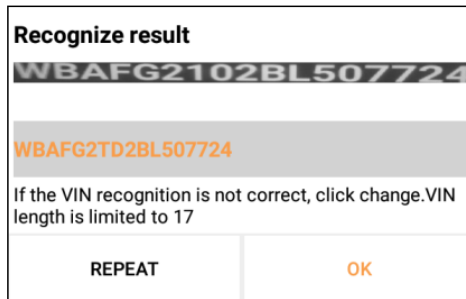 Recognize result
WBAFG2102BL507724
WBAFG2TD2BL507724
If the VIN recognition is not correct, click change.VIN
length is limited to 17
REPEAT OK